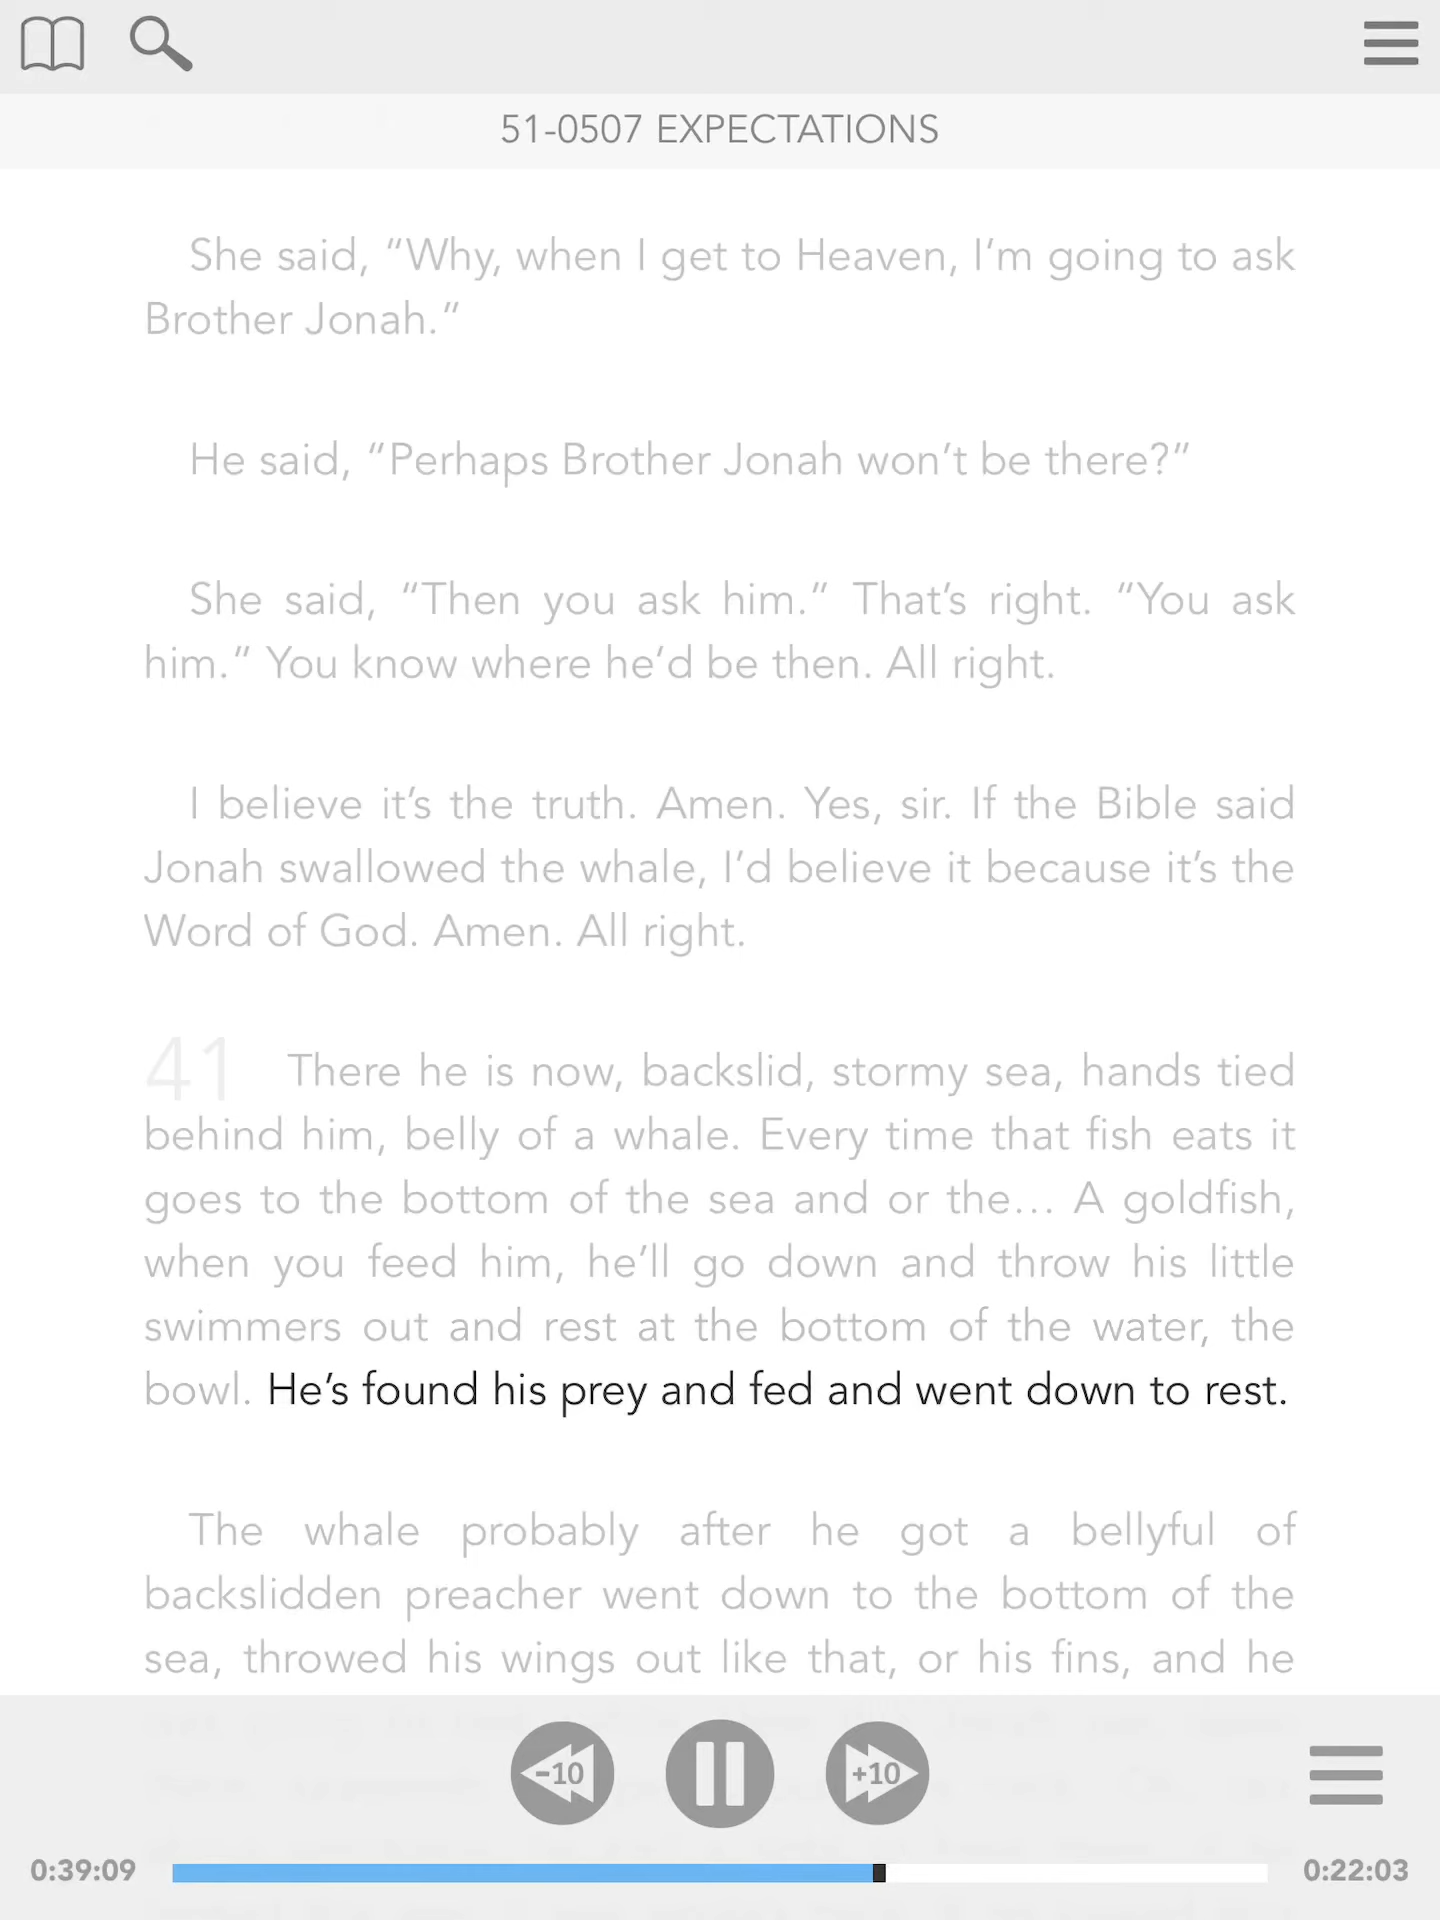 51-0507 EXPECTATIONS
She said, “Why, when I get to Heaven, I’m going to ask
Brother Jonah.”
He said, “Perhaps Brother Jonah won’t be there?”
She said, “Then you ask him.” That’s right. “You ask
him.” You know where he’d be then. All right.
I believe it’s the truth. Amen. Yes, sir. If the Bible said
Jonah swallowed the whale, I’d believe it because it’s the
Word of God. Amen. All right.
41 There he is now, backslid, stormy sea, hands tied
behind him, belly of a whale. Every time that fish eats it
goes to the bottom of the sea and or the… A goldfish,
when you feed him, he’ll go down and throw his little
swimmers out and rest at the bottom of the water, the
bowl. He’s found his prey and fed and went down to rest.
The whale probably after he got a bellyful of
backslidden preacher went down to the bottom of the
sea, throwed his wings out like that, or his fins, and he
-10 +10
0:39:09 0:22:03